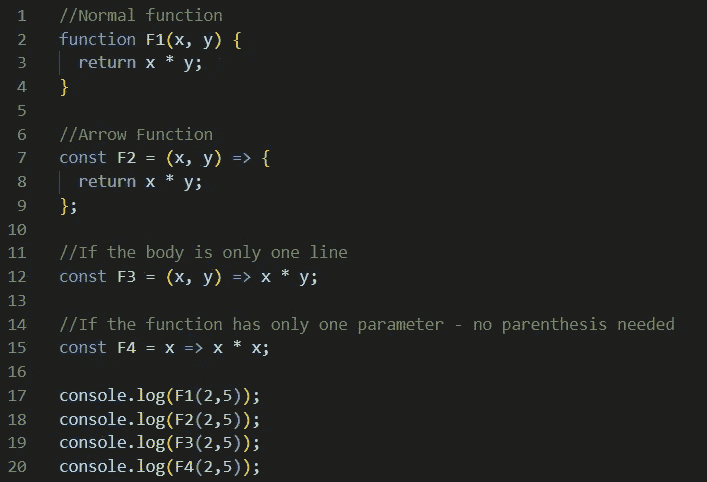 1 //Normal function
2 function F1(x, y) {
3 return x * y;
4 }
5
6 //Arrow Function
7 const F2 = (x, y) => {
8 return x * y;
9 };
10
11 //If the body is only one line
12 const F3 = (x, y) => x * y;
13
14 //If the function has only one parameter - no parenthesis needed
15 const F4 = x => x * x;
16
17 console.log(F1(2,5));
18 console.log(F2(2,5));
19 console.log(F3(2,5));
20 console.log(F4(2,5));